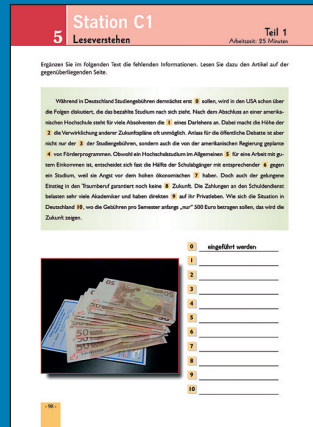 Station C1
5
Leseverstehen
Teil 1
Arbeitszeit: 25 Minuten
Ergänzen Sie im folgenden Text die fehlenden Informationen. Lesen Sie dazu den Artikel auf der
gegenüberliegenden Seite.
Während in Deutschland Studiengebühren demnächst erst 0 sollen, wird in den USA schon über
die Folgen diskutiert, die das bezahlte Studium nach sich zieht. Nach dem Abschluss an einer amerika-
nischen Hochschule steht für viele Absolventen die 1 eines Darlehens an. Dabei macht die Höhe der
2 die Verwirklichung anderer Zukunftspläne oft unmöglich. Anlass für die öffentliche Debatte ist aber
nicht nur der 3 der Studiengebühren, sondern auch die von der amerikanischen Regierung geplante
4 von Förderprogrammen. Obwohl ein Hochschulstudium im Allgemeinen 5 für eine Arbeit mit gu-
tem Einkommen ist, entscheidet sich fast die Hälfte der Schulabgänger mit entsprechender 6 gegen
ein Studium, weil sie Angst vor dem hohen ökonomischen 7 haben. Doch auch der gelungene
Einstieg in den Traumberuf garantiert noch keine 8 Zukunft. Die Zahlungen an den Schuldendienst
belasten sehr viele Akademiker und haben direkten 9 auf ihr Privatleben. Wie sich die Situation in
Deutschland 10, wo die Gebühren pro Semester anfangs „nur“ 500 Euro betragen sollen, das wird die
Zukunft zeigen.
0 eingeführt werden
1
2
3
4
5
6
7
8
9
10